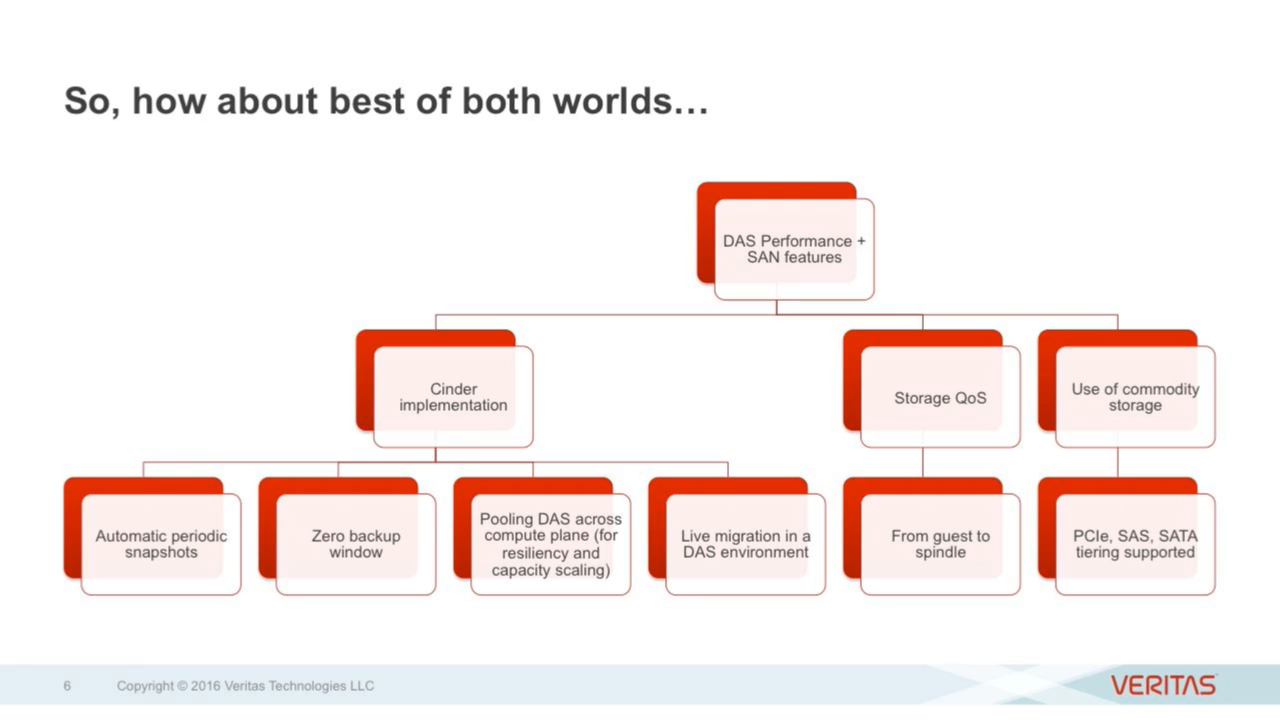 So, how about best of both worlds…
DAS Performance +
SAN features
Cinder
implementation
Storage QoS
Use of commodity
storage
Automatic periodic
snapshots
Zero backup
window
Pooling DAS across
compute plane (for
resiliency and
capacity scaling)
Live migration in a
DAS environment
From guest to
spindle
PCIe, SAS, SATA
tiering supported
6
Copyright © 2016 Veritas Technologies LLC
VERITAS